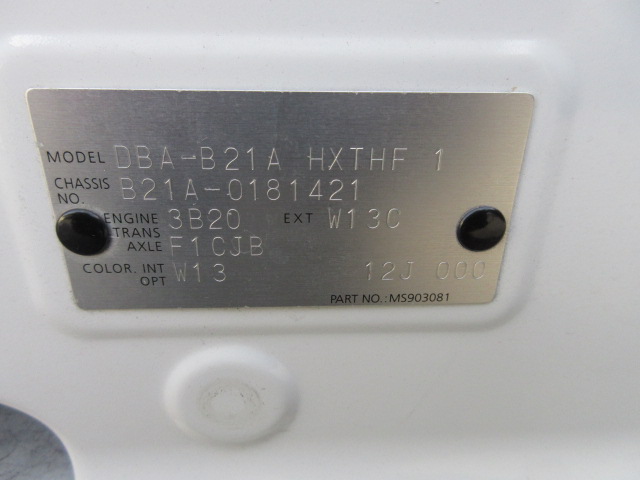 MODEL DBA-B21A HXTHF 1
CHASSIS NO. B21A-0181421
ENGINE 3B20 EXT W13C
TRANS AXLE F1CJB
COLOR. INT OPT W13 12J 000
PART NO.: MS903081